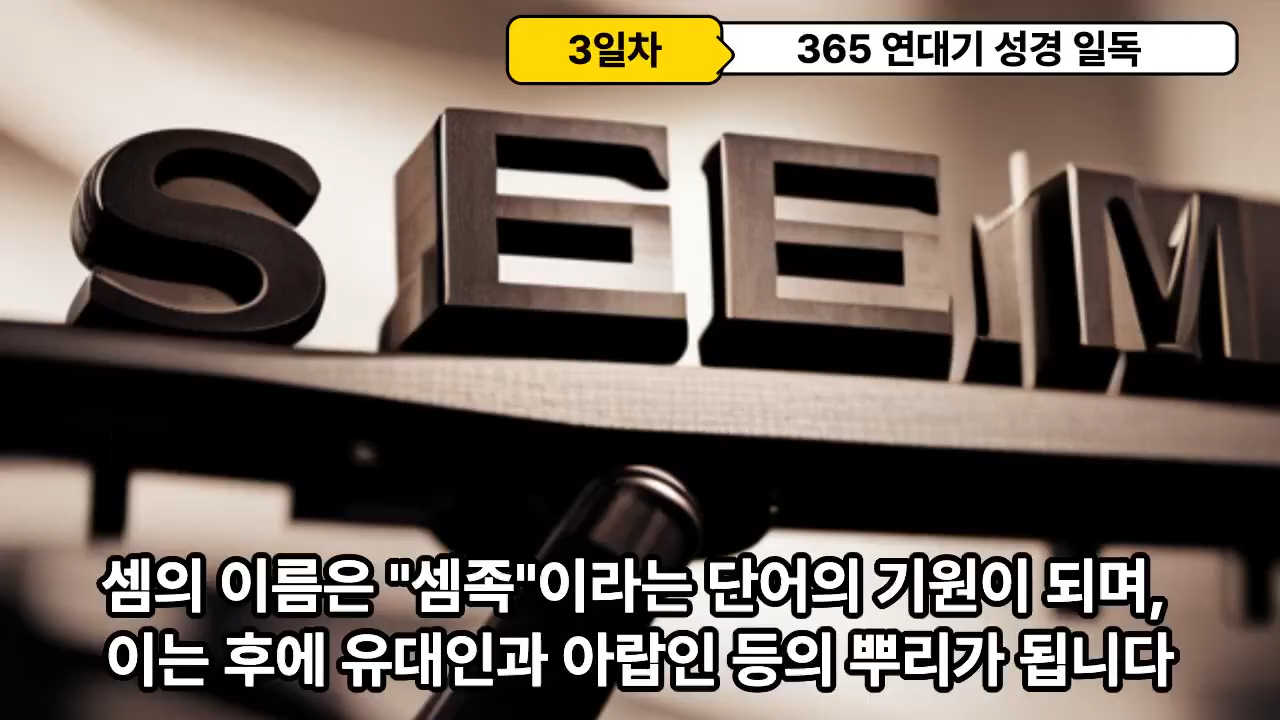 3일차
365 연대기 성경 일독
SEEM
셈의 이름은 "셈족"이라는 단어의 기원이 되며,
이는 후에 유대인과 아랍인 등의 뿌리가 됩니다